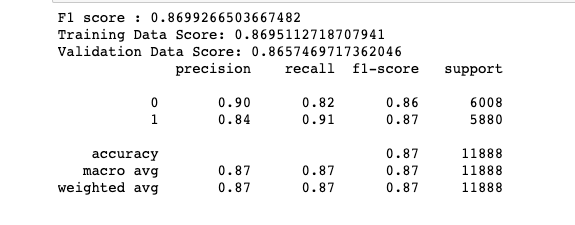 F1 score : 0.8699266503667482
Training Data Score: 0.8695112718707941
Validation Data Score: 0.8657469717362046
precision recall f1-score support
0 0.90 0.82 0.86 6008
1 0.84 0.91 0.87 5880
accuracy 0.87 11888
macro avg 0.87 0.87 0.87 11888
weighted avg 0.87 0.87 0.87 11888